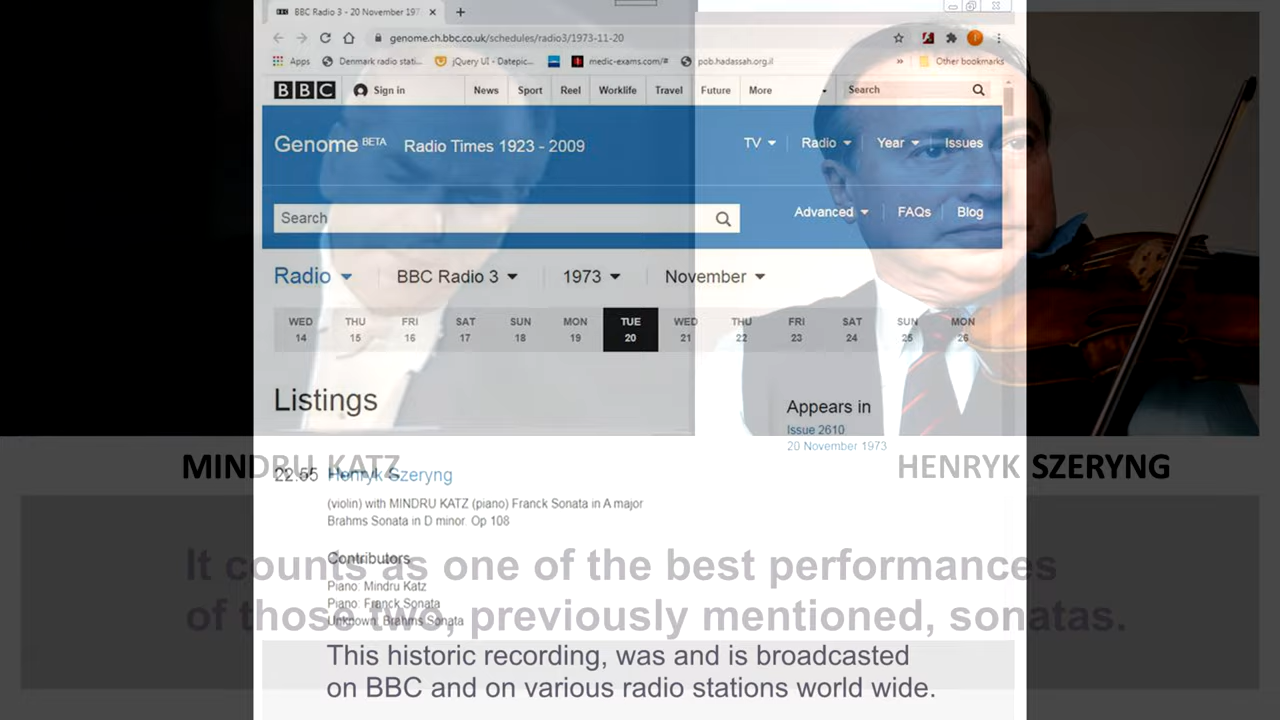 BBC Radio 3 - 20 November 197
genome.ch.bbc.co.uk/schedules/radio3/1973-11-20
Apps Denmark radio stati... jQuery UI - Datepic... medic-exams.com/# pob.hadassah.org.il » Other bookmarks
BBC Sign in News Sport Reel Worklife Travel Future More Search
Genome BETA Radio Times 1923 - 2009 TV Radio Year Issues
Search Advanced FAQs Blog
Radio BBC Radio 3 1973 November
WED THU FRI SAT SUN MON TUE WED THU FRI SAT SUN MON
14 15 16 17 18 19 20 21 22 23 24 25 26
Listings
Appears in
Issue 2610
20 November 1973
MINDRU KATZ HENRYK SZERYNG
22.55 Henryk Szeryng
(violin) with MINDRU KATZ (piano) Franck Sonata in A major
Brahms Sonata in D minor. Op 108
Contributors
Piano: Mindru Katz
Piano: Franck Sonata
Unknown: Brahms Sonata
It counts as one of the best performances
of those two, previously mentioned, sonatas.
This historic recording, was and is broadcasted
on BBC and on various radio stations world wide.